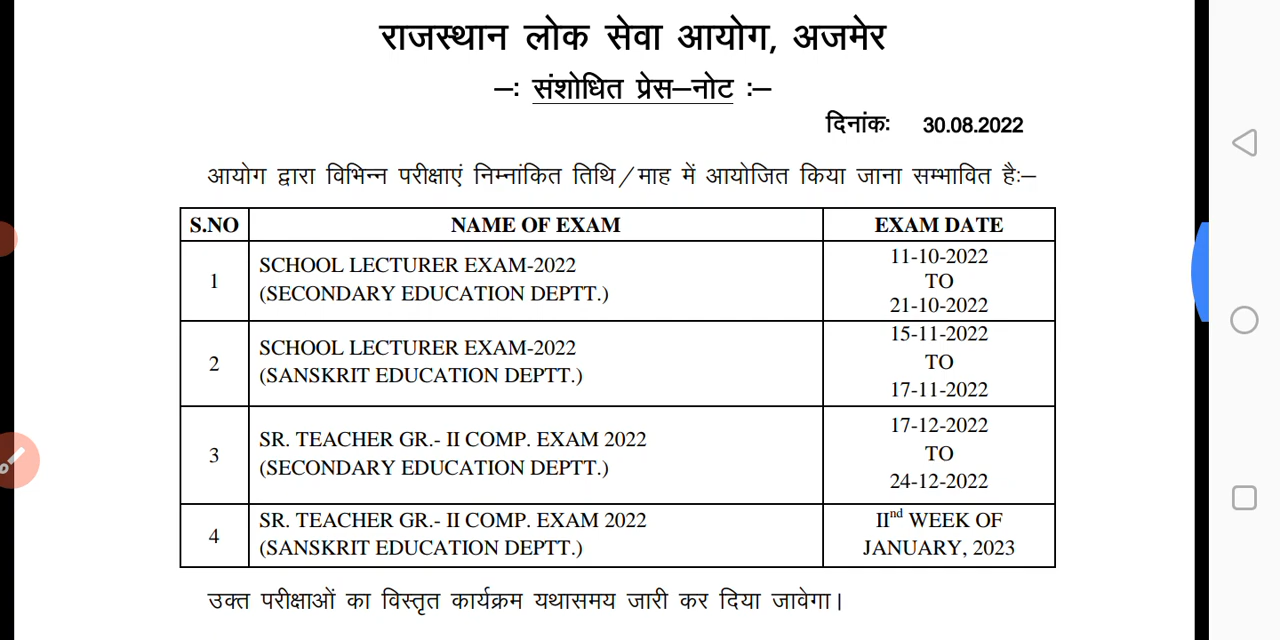 राजस्थान लोक सेवा आयोग, अजमेर
–: संशोधित प्रेस–नोट :–
दिनांकः 30.08.2022
आयोग द्वारा विभिन्न परीक्षाएं निम्नांकित तिथि/माह में आयोजित किया जाना सम्भावित हैः–
S.NO NAME OF EXAM EXAM DATE
1 SCHOOL LECTURER EXAM-2022
(SECONDARY EDUCATION DEPTT.)
11-10-2022
TO
21-10-2022
2 SCHOOL LECTURER EXAM-2022
(SANSKRIT EDUCATION DEPTT.)
15-11-2022
TO
17-11-2022
3 SR. TEACHER GR.- II COMP. EXAM 2022
(SECONDARY EDUCATION DEPTT.)
17-12-2022
TO
24-12-2022
4 SR. TEACHER GR.- II COMP. EXAM 2022
(SANSKRIT EDUCATION DEPTT.)
IInd WEEK OF
JANUARY, 2023
उक्त परीक्षाओं का विस्तृत कार्यक्रम यथासमय जारी कर दिया जावेगा।